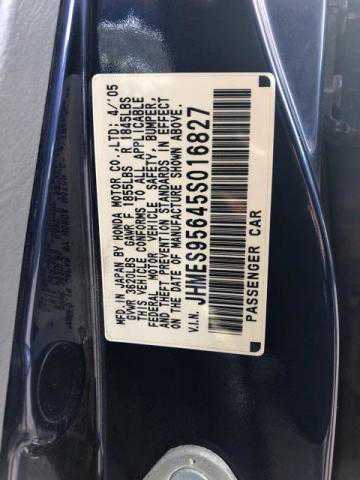 MFD. IN JAPAN BY HONDA MOTOR CO.,LTD; 4/'05
GVWR 3620LBS GAWR F 1855LBS R 1845LBS
THIS VEHICLE CONFORMS TO ALL APPLICABLE
FEDERAL MOTOR VEHICLE SAFETY, BUMPER,
AND THEFT PREVENTION STANDARDS IN EFFECT
ON THE DATE OF MANUFACTURE SHOWN ABOVE.
V.I.N. JHMES95645S016827
PASSENGER CAR